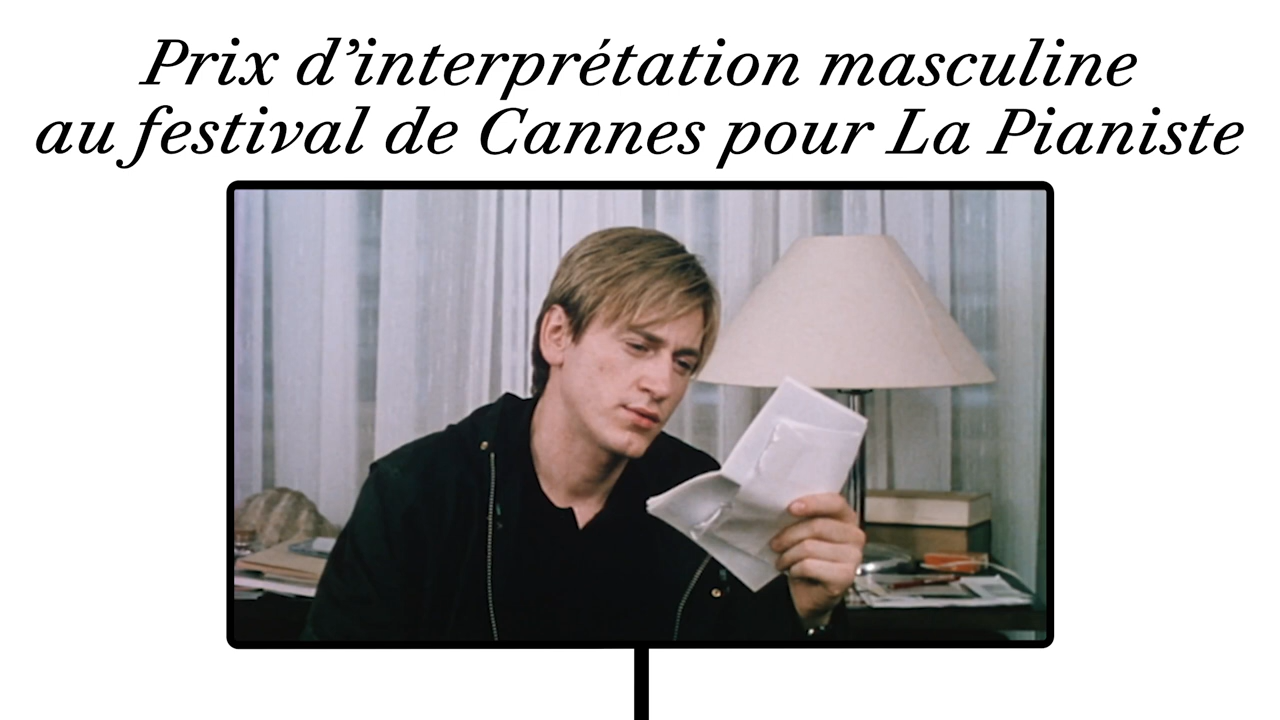 Prix d’interprétation masculine
au festival de Cannes pour La Pianiste